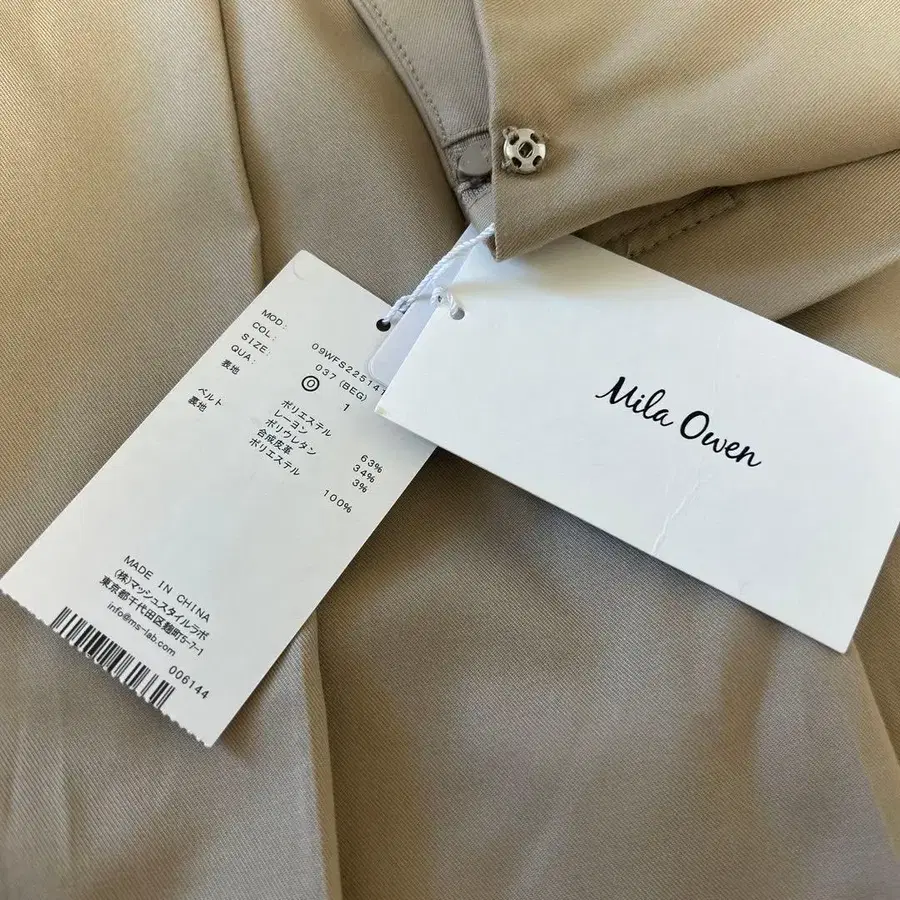 MOD: 09WFS225141
COL: 037 (BEG)
SIZE: ⓪ 1
QUA:
表地 ポリエステル 63%
レーヨン 34%
ポリウレタン 3%
ベルト 合成皮革
裏地 ポリエステル 100%
MADE IN CHINA
(株)マッシュスタイルラボ
東京都千代田区麹町5-7-1
info@ms-lab.com
006144
Mila Owen